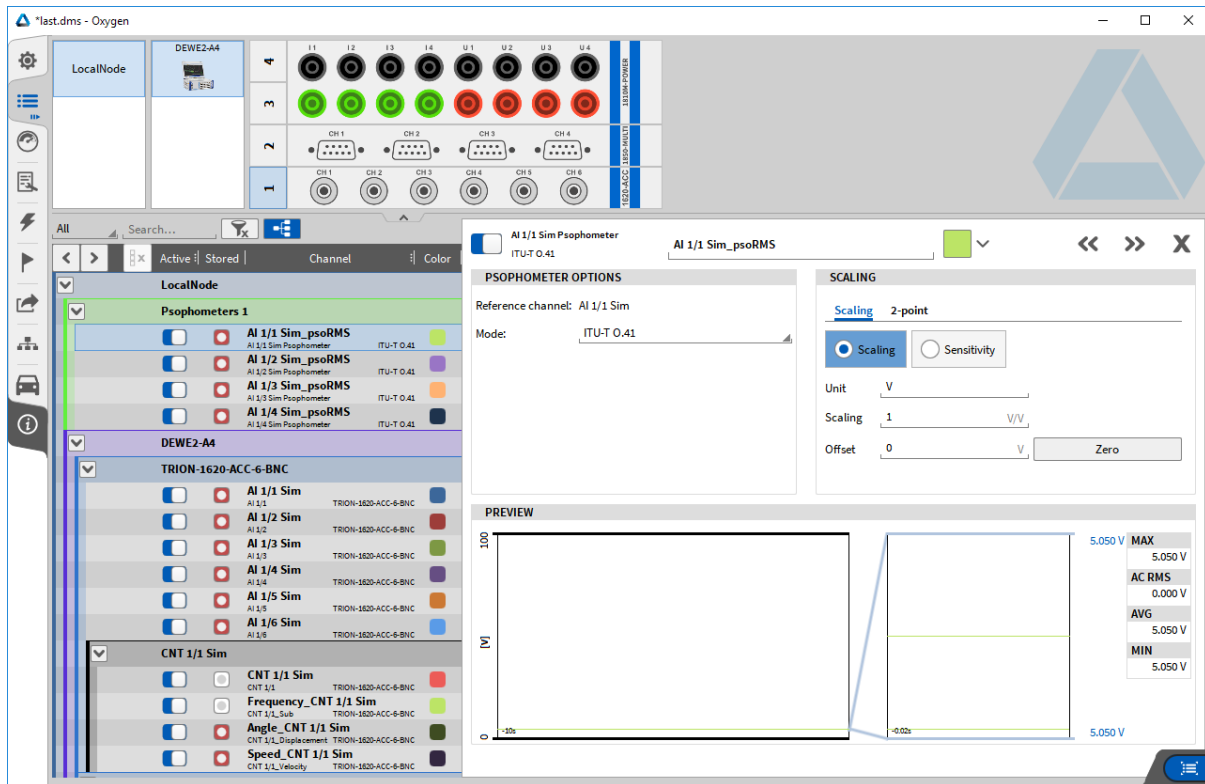 *last.dms - Oxygen
LocalNode
DEWE2-A4
4
I 1 I 2 I 3 I 4 U 1 U 2 U 3 U 4
1810M-POWER
3
2
CH 1 CH 2 CH 3 CH 4
1850-MULTI
1
CH 1 CH 2 CH 3 CH 4 CH 5 CH 6
1620-ACC
All
Search...
Active Stored Channel Color
LocalNode
Psophometers 1
AI 1/1 Sim_psoRMS
AI 1/1 Sim Psophometer ITU-T O.41
AI 1/2 Sim_psoRMS
AI 1/2 Sim Psophometer ITU-T O.41
AI 1/3 Sim_psoRMS
AI 1/3 Sim Psophometer ITU-T O.41
AI 1/4 Sim_psoRMS
AI 1/4 Sim Psophometer ITU-T O.41
DEWE2-A4
TRION-1620-ACC-6-BNC
AI 1/1 Sim
AI 1/1 TRION-1620-ACC-6-BNC
AI 1/2 Sim
AI 1/2 TRION-1620-ACC-6-BNC
AI 1/3 Sim
AI 1/3 TRION-1620-ACC-6-BNC
AI 1/4 Sim
AI 1/4 TRION-1620-ACC-6-BNC
AI 1/5 Sim
AI 1/5 TRION-1620-ACC-6-BNC
AI 1/6 Sim
AI 1/6 TRION-1620-ACC-6-BNC
CNT 1/1 Sim
CNT 1/1 Sim
CNT 1/1 TRION-1620-ACC-6-BNC
Frequency_CNT 1/1 Sim
CNT 1/1_Sub TRION-1620-ACC-6-BNC
Angle_CNT 1/1 Sim
CNT 1/1_Displacement TRION-1620-ACC-6-BNC
Speed_CNT 1/1 Sim
CNT 1/1_Velocity TRION-1620-ACC-6-BNC
AI 1/1 Sim Psophometer
ITU-T O.41
AI 1/1 Sim_psoRMS
PSOPHOMETER OPTIONS
Reference channel: AI 1/1 Sim
Mode: ITU-T O.41
SCALING
Scaling 2-point
Scaling Sensitivity
Unit V
Scaling 1 V/V
Offset 0 V Zero
PREVIEW
100
[V]
0
-10s
-0.02s
5.050 V
5.050 V
MAX
5.050 V
AC RMS
0.000 V
AVG
5.050 V
MIN
5.050 V